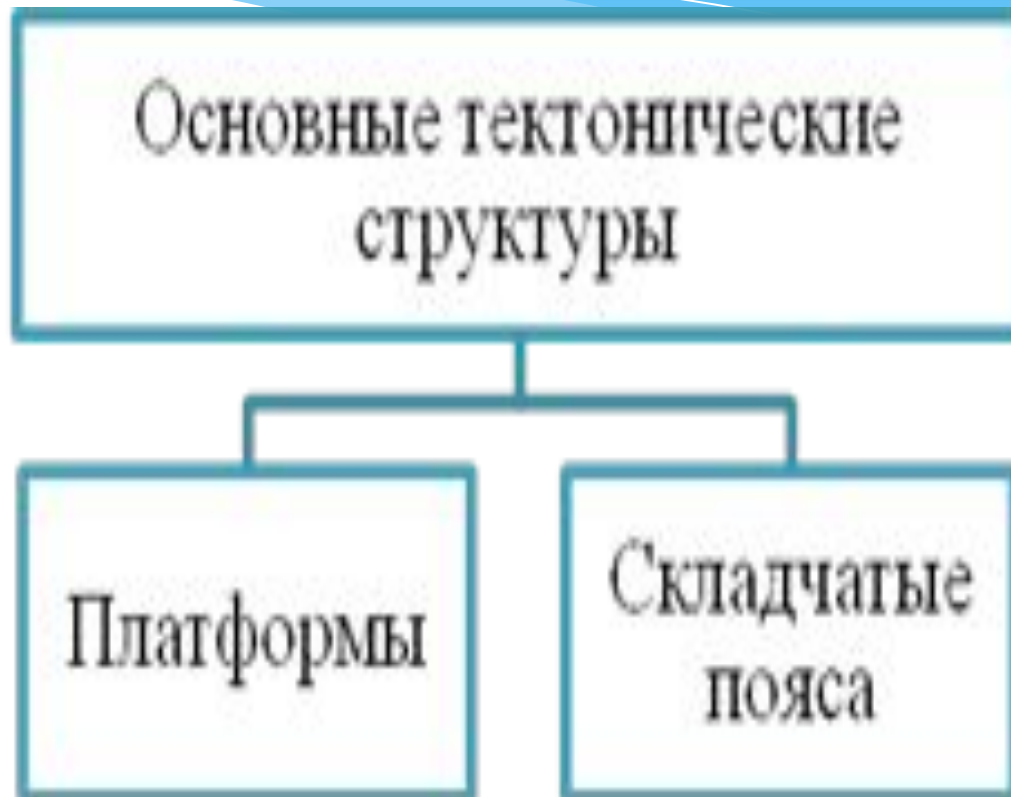 Основные тектонические
структуры
Платформы
Складчатые
пояса